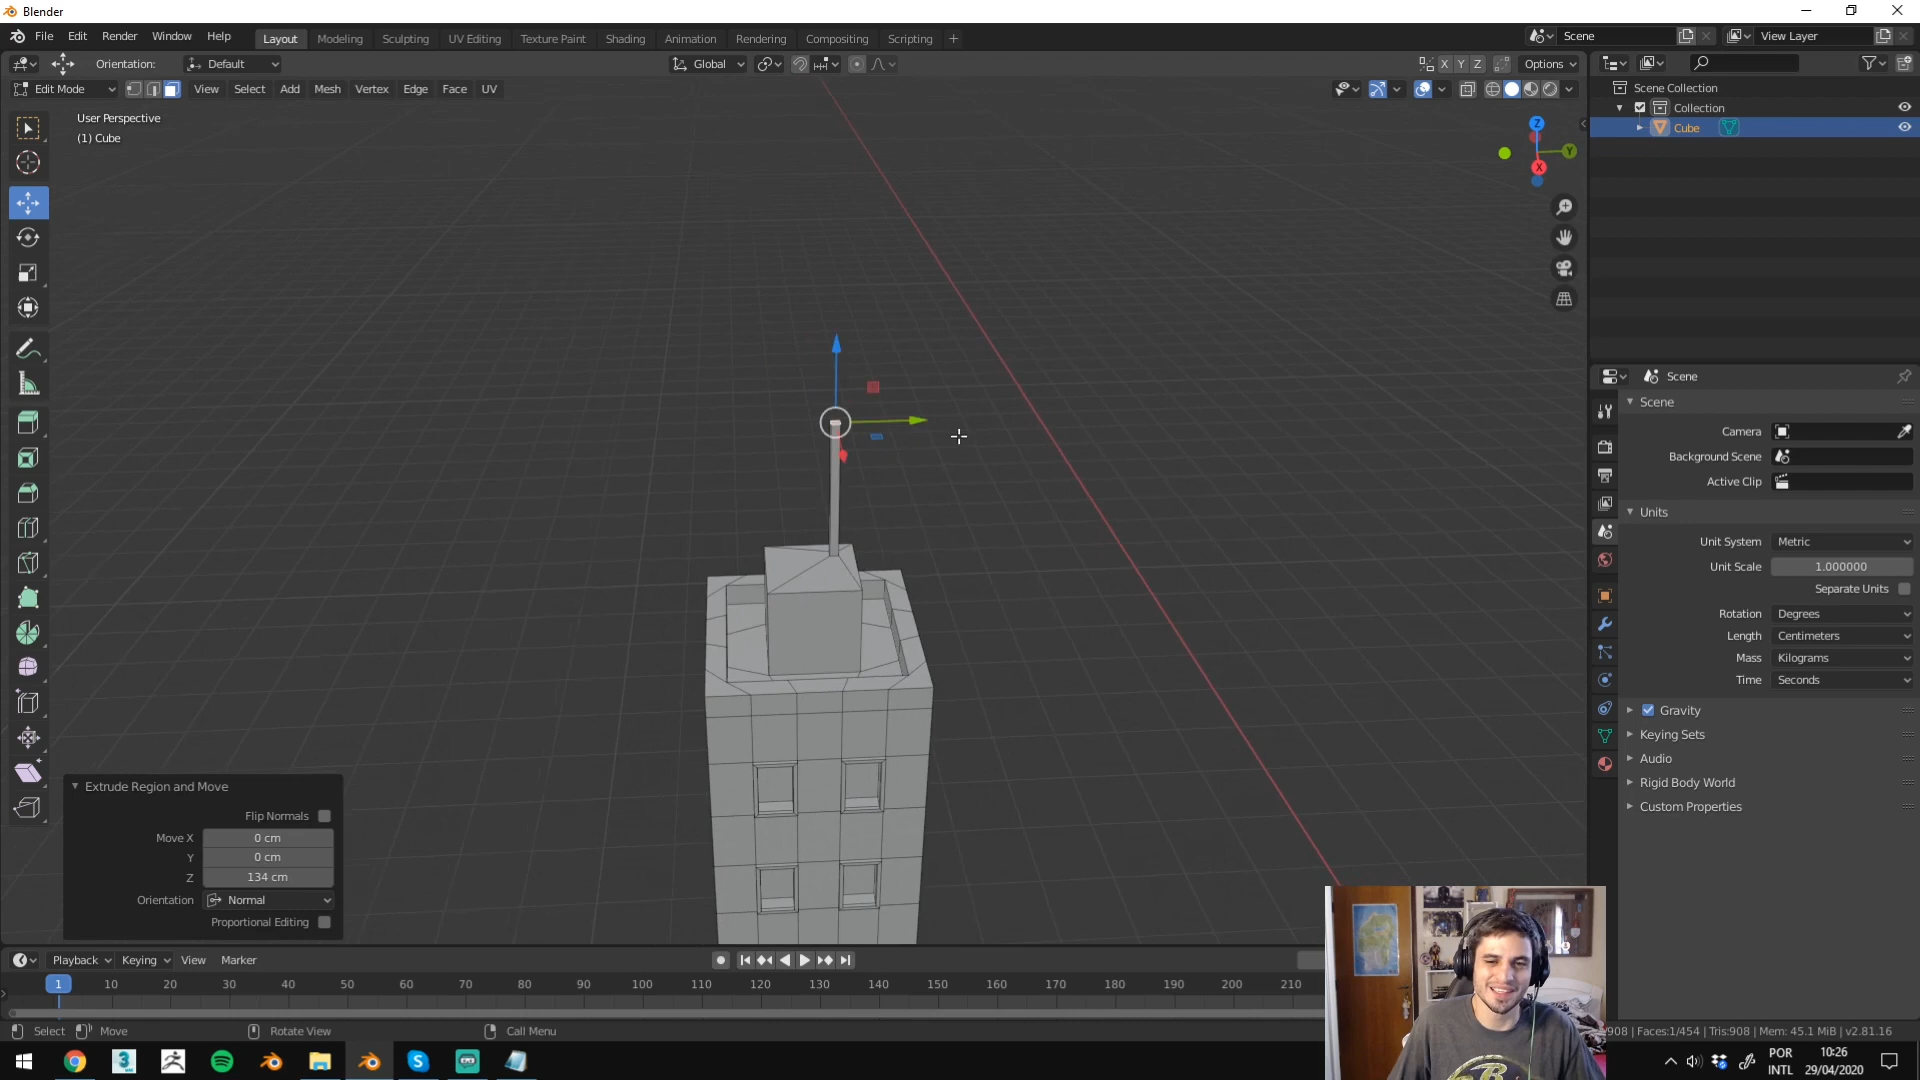 Blender
File Edit Render Window Help Layout Modeling Sculpting UV Editing Texture Paint Shading Animation Rendering Compositing Scripting + Scene View Layer
Orientation: Default Global X Y Z Options
Edit Mode View Select Add Mesh Vertex Edge Face UV
User Perspective
(1) Cube
Z
Y
X
Scene Collection
Collection
Cube
Scene
Scene
Camera
Background Scene
Active Clip
Units
Unit System Metric
Unit Scale 1.000000
Separate Units
Rotation Degrees
Length Centimeters
Mass Kilograms
Time Seconds
Gravity
Keying Sets
Audio
Rigid Body World
Custom Properties
Extrude Region and Move
Flip Normals
Move X 0 cm
Y 0 cm
Z 134 cm
Orientation Normal
Proportional Editing
Playback Keying View Marker
1 10 20 30 40 50 60 70 80 90 100 110 120 130 140 150 160 170 180 190 200 210
Select Move Rotate View Call Menu
/908 | Faces:1/454 | Tris:908 | Mem: 45.1 MiB | v2.81.16
POR
INTL
10:26
29/04/2020